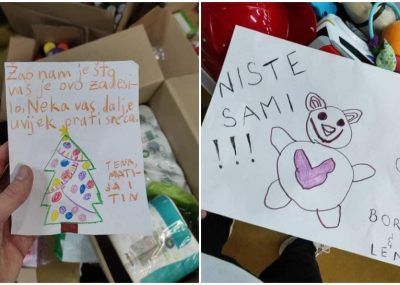 Žao nam je što
vas je ovo zadesi-
lo. Neka vas dalje
uvijek prati sreća.
TENA,
MATI-
JA I
TIN
NISTE
SAMI
!!!
BOR
&
LEN